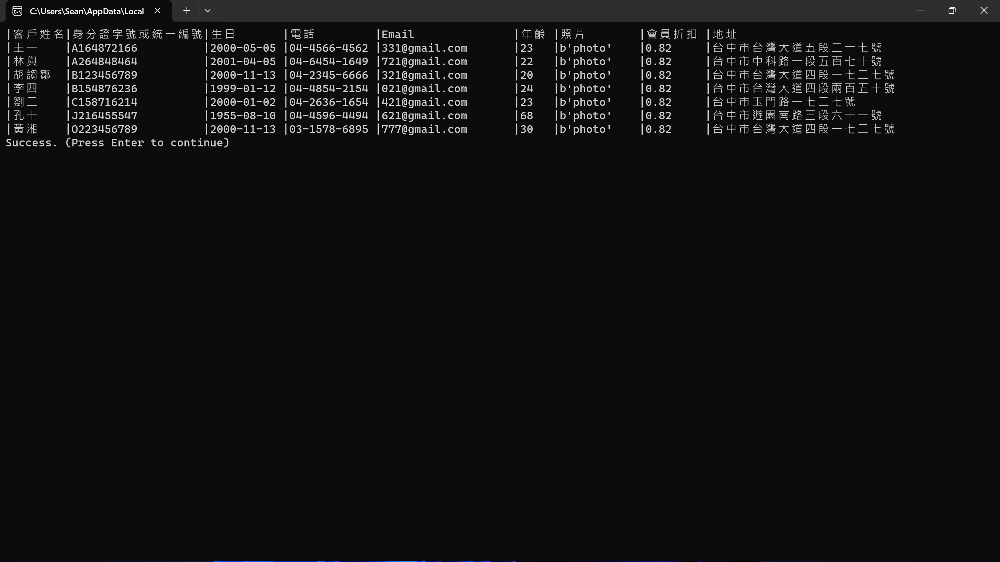 C:\Users\Sean\AppData\Local
|客戶姓名|身分證字號或統一編號|生日 |電話 |Email |年齡 |照片 |會員折扣 |地址
|王一 |A164872166 |2000-05-05 |04-4566-4562 |331@gmail.com |23 |b'photo' |0.82 |台中市台灣大道五段二十七號
|林與 |A264848464 |2001-04-05 |04-6454-1649 |721@gmail.com |22 |b'photo' |0.82 |台中市中科路一段五百七十號
|胡謅鄒 |B123456789 |2000-11-13 |04-2345-6666 |321@gmail.com |20 |b'photo' |0.82 |台中市台灣大道四段一七二七號
|李四 |B154876236 |1999-01-12 |04-4854-2154 |021@gmail.com |24 |b'photo' |0.82 |台中市台灣大道四段兩百五十號
|劉二 |C158716214 |2000-01-02 |04-2636-1654 |421@gmail.com |23 |b'photo' |0.82 |台中市玉門路一七二七號
|孔十 |J216455547 |1955-08-10 |04-4596-4494 |621@gmail.com |68 |b'photo' |0.82 |台中市遊園南路三段六十一號
|黃湘 |O223456789 |2000-11-13 |03-1578-6895 |777@gmail.com |30 |b'photo' |0.82 |台中市台灣大道四段一七二七號
Success. (Press Enter to continue)